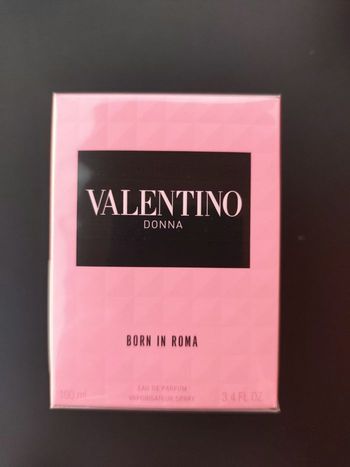 VALENTINO
DONNA
BORN IN ROMA
EAU DE PARFUM
VAPORISATEUR SPRAY
100 ml 3.4 FL OZ